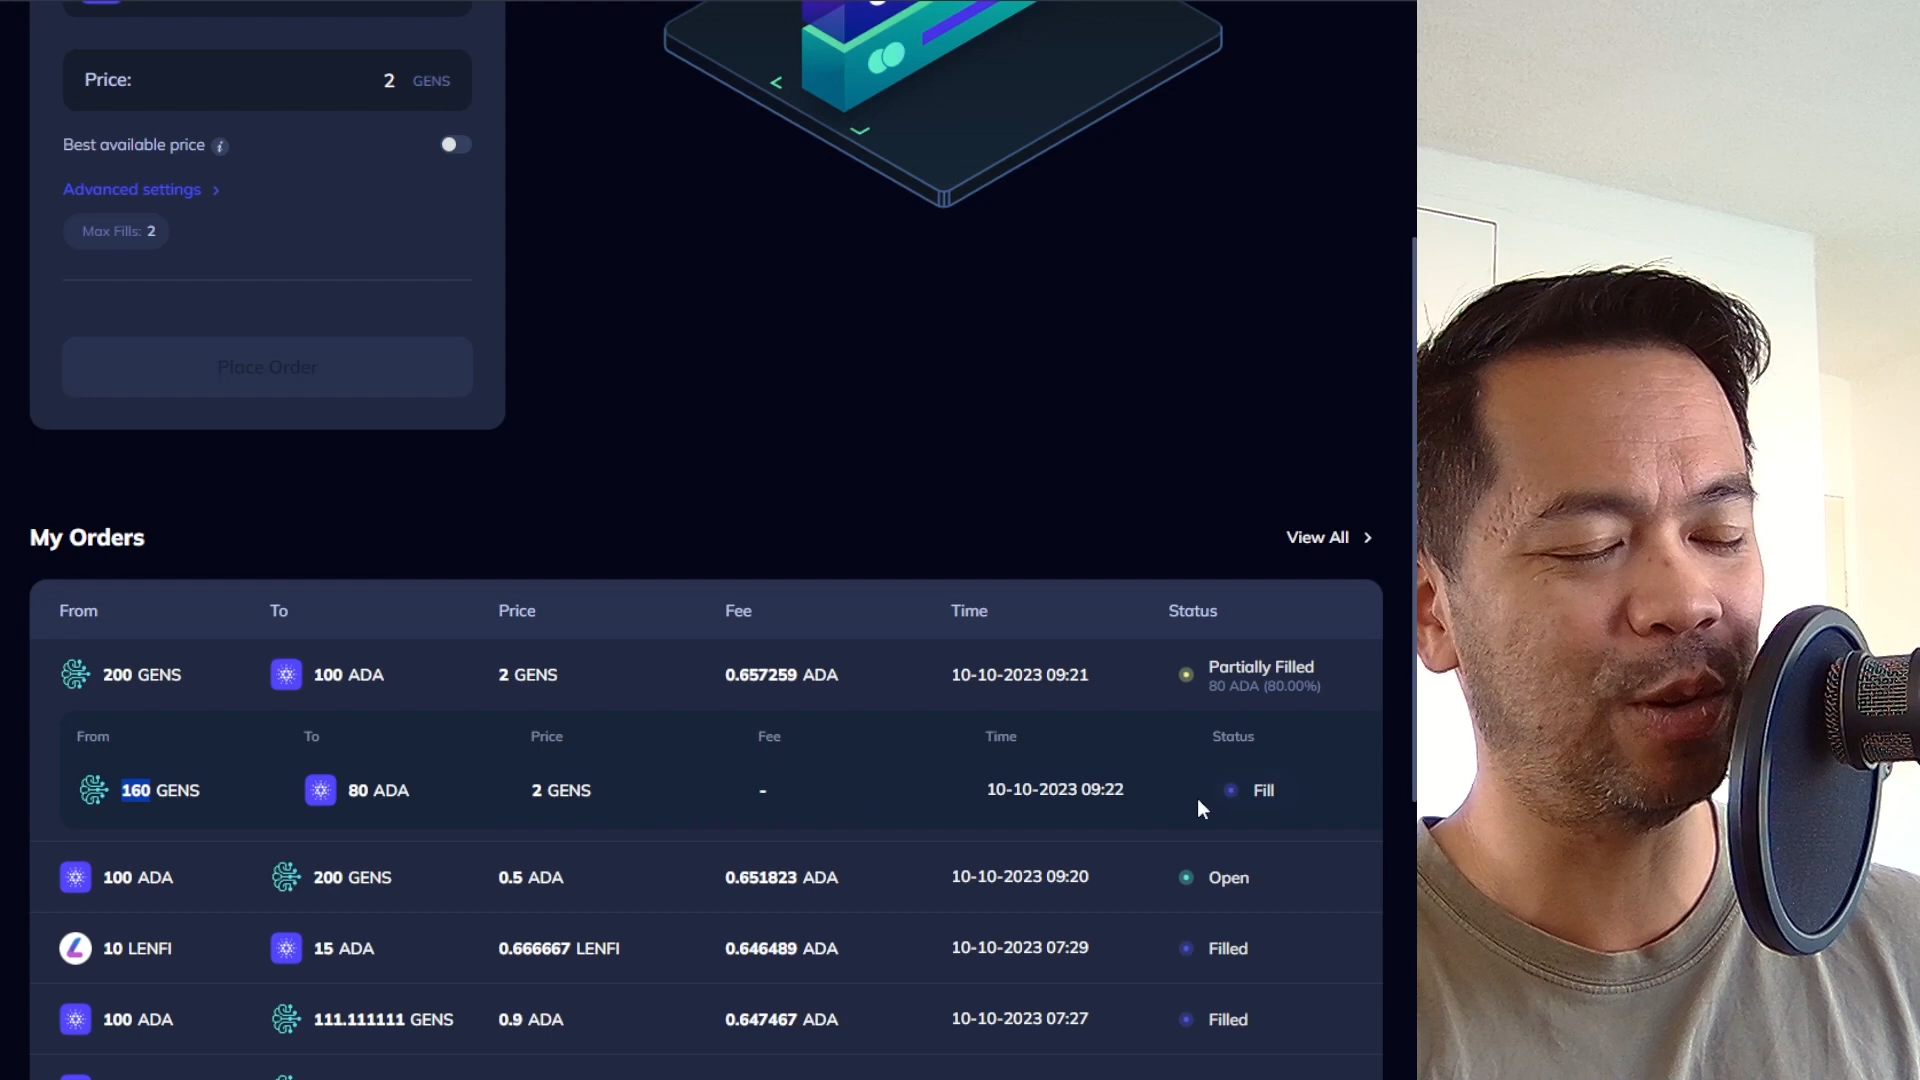 Price: 2 GENS
Best available price i
Advanced settings >
Max Fills: 2
Place Order
My Orders View All >
From To Price Fee Time Status
200 GENS 100 ADA 2 GENS 0.657259 ADA 10-10-2023 09:21 Partially Filled
80 ADA (80.00%)
From To Price Fee Time Status
160 GENS 80 ADA 2 GENS - 10-10-2023 09:22 Fill
100 ADA 200 GENS 0.5 ADA 0.651823 ADA 10-10-2023 09:20 Open
10 LENFI 15 ADA 0.666667 LENFI 0.646489 ADA 10-10-2023 07:29 Filled
100 ADA 111.111111 GENS 0.9 ADA 0.647467 ADA 10-10-2023 07:27 Filled